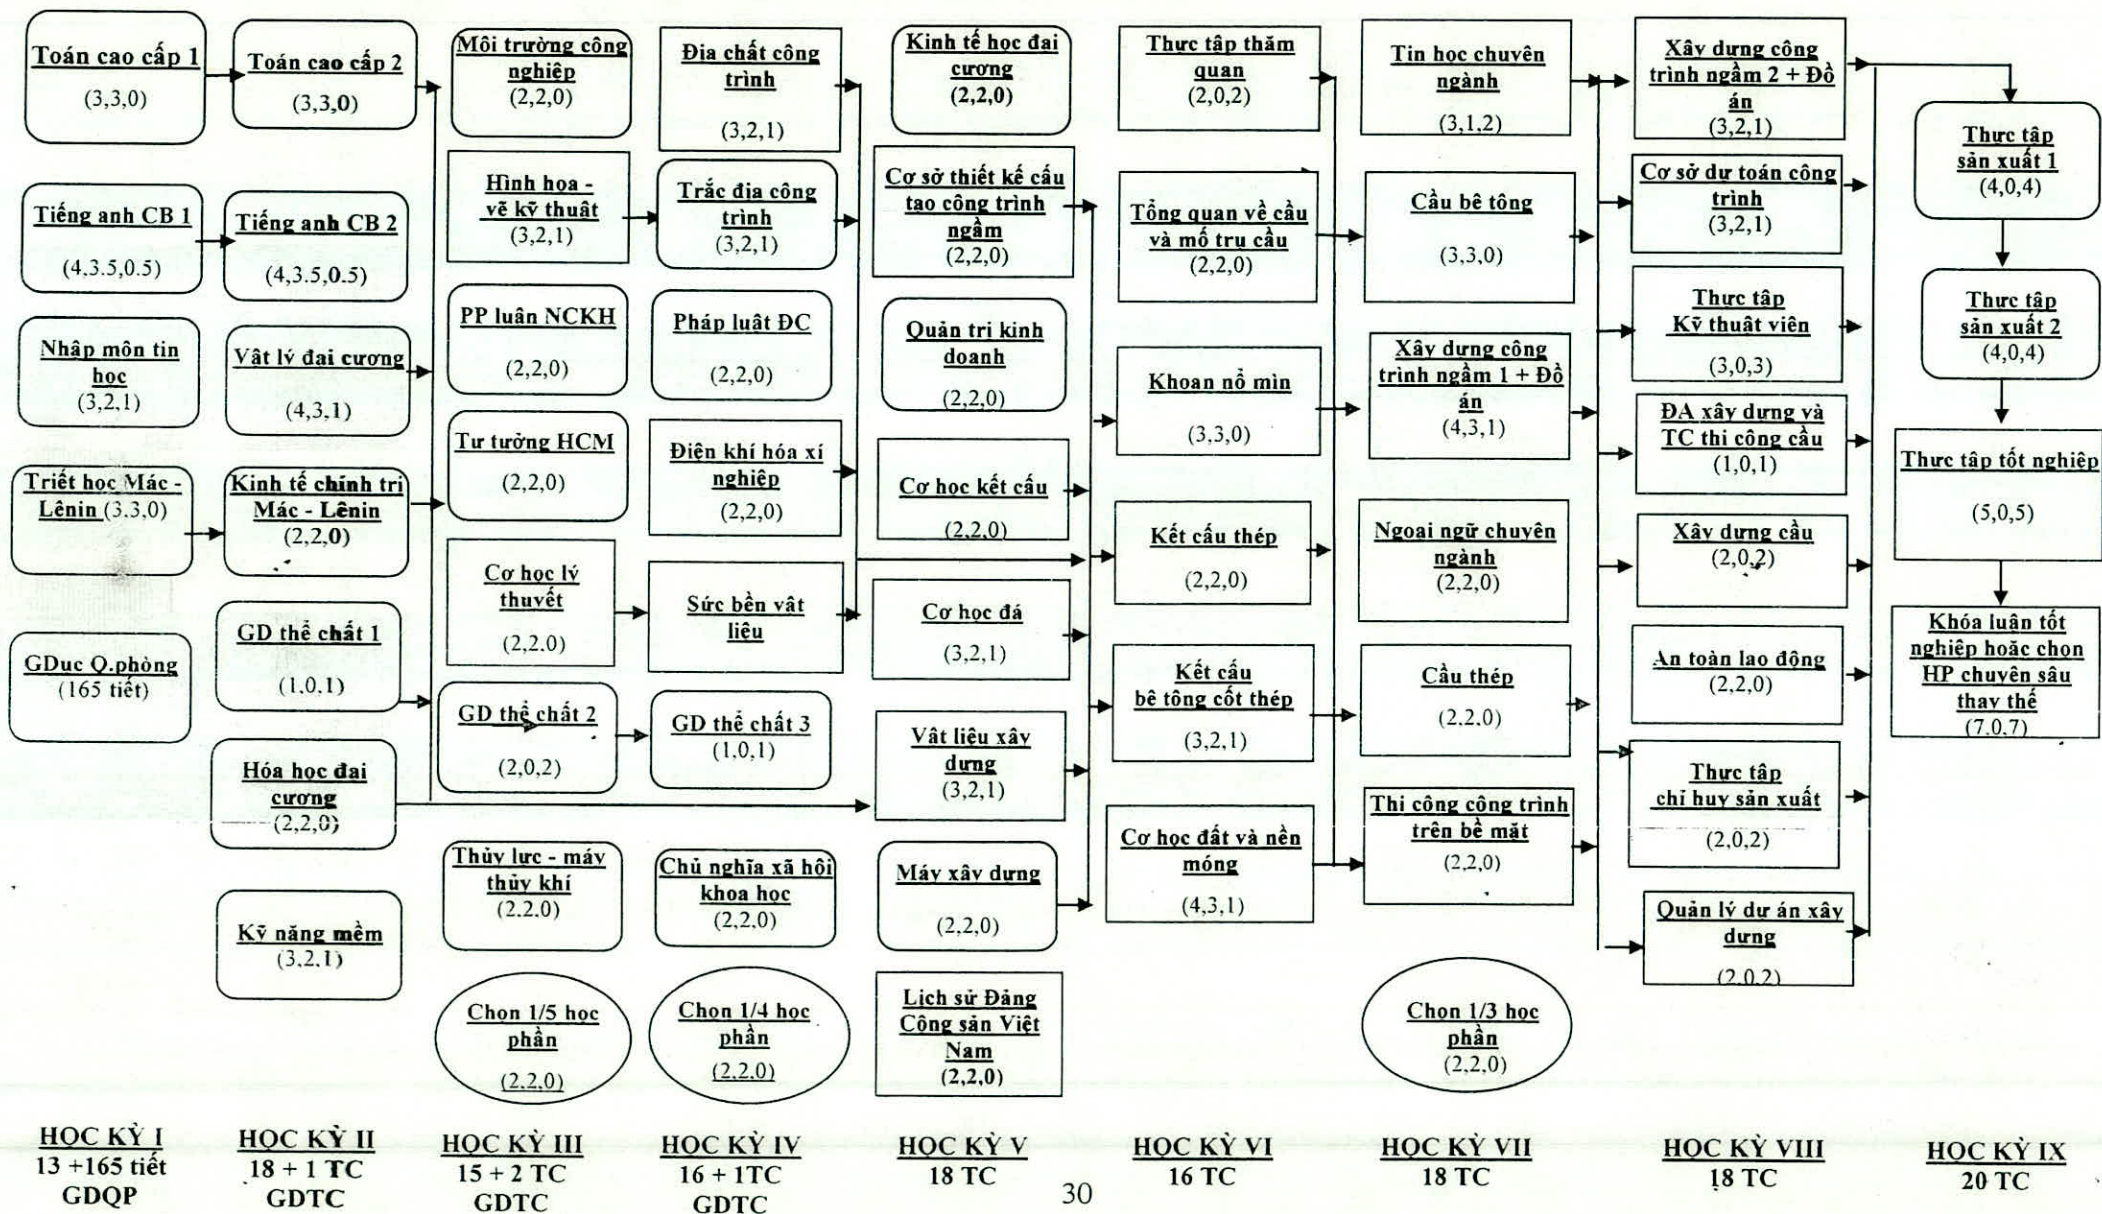 Toán cao cấp 1
(3,3,0)
Tiếng anh CB 1
(4,3.5,0.5)
Nhập môn tin
học
(3,2,1)
Triết học Mác -
Lênin (3.3,0)
GDục Q.phòng
(165 tiết)
Toán cao cấp 2
(3,3,0)
Tiếng anh CB 2
(4,3.5,0.5)
Vật lý đại cương
(4,3,1)
Kinh tế chính trị
Mác - Lênin
(2,2,0)
GD thể chất 1
(1.0.1)
Hóa học đại
cương
(2,2,0)
Kỹ năng mềm
(3,2,1)
Môi trường công
nghiệp
(2,2,0)
Hình họa -
vẽ kỹ thuật
(3,2,1)
PP luận NCKH
(2,2,0)
Tư tưởng HCM
(2,2,0)
Cơ học lý
thuyết
(2,2.0)
GD thể chất 2
(2,0,2)
Thủy lực - máy
thủy khí
(2.2.0)
Chọn 1/5 học
phần
(2,2,0)
Địa chất công
trình
(3,2,1)
Trắc địa công
trình
(3,2,1)
Pháp luật ĐC
(2,2,0)
Điện khí hóa xí
nghiệp
(2,2,0)
Sức bền vật
liệu
GD thể chất 3
(1,0,1)
Chủ nghĩa xã hội
khoa học
(2,2,0)
Chọn 1/4 học
phần
(2,2,0)
Kinh tế học đại
cương
(2,2,0)
Cơ sở thiết kế cấu
tạo công trình
ngầm
(2,2,0)
Quản trị kinh
doanh
(2,2,0)
Cơ học kết cấu
(2,2,0)
Cơ học đá
(3,2,1)
Vật liệu xây
dựng
(3,2,1)
Máy xây dựng
(2,2,0)
Lịch sử Đảng
Cộng sản Việt
Nam
(2,2,0)
Thực tập thăm
quan
(2,0,2)
Tổng quan về cầu
và mố trụ cầu
(2,2,0)
Khoan nổ mìn
(3,3,0)
Kết cấu thép
(2,2,0)
Kết cấu
bê tông cốt thép
(3,2,1)
Cơ học đất và nền
móng
(4,3,1)
Tin học chuyên
ngành
(3,1,2)
Cầu bê tông
(3,3,0)
Xây dựng công
trình ngầm 1 + Đồ
án
(4,3,1)
Ngoại ngữ chuyên
ngành
(2,2,0)
Cầu thép
(2,2.0)
Thi công công trình
trên bề mặt
(2,2,0)
Chọn 1/3 học
phần
(2,2,0)
Xây dựng công
trình ngầm 2 + Đồ
án
(3,2,1)
Cơ sở dự toán công
trình
(3,2,1)
Thực tập
Kỹ thuật viên
(3,0,3)
ĐA xây dựng và
TC thi công cầu
(1,0,1)
Xây dựng cầu
(2,0,2)
An toàn lao động
(2,2,0)
Thực tập
chỉ huy sản xuất
(2,0,2)
Quản lý dự án xây
dựng
(2,0,2)
Thực tập
sản xuất 1
(4,0,4)
Thực tập
sản xuất 2
(4,0,4)
Thực tập tốt nghiệp
(5,0,5)
Khóa luận tốt
nghiệp hoặc chọn
HP chuyên sâu
thay thế
(7.0,7)
HỌC KỲ I
13 +165 tiết
GDQP
HỌC KỲ II
18 + 1 TC
GDTC
HỌC KỲ III
15 + 2 TC
GDTC
HỌC KỲ IV
16 + 1TC
GDTC
HỌC KỲ V
18 TC
HỌC KỲ VI
16 TC
HỌC KỲ VII
18 TC
HỌC KỲ VIII
18 TC
HỌC KỲ IX
20 TC
30